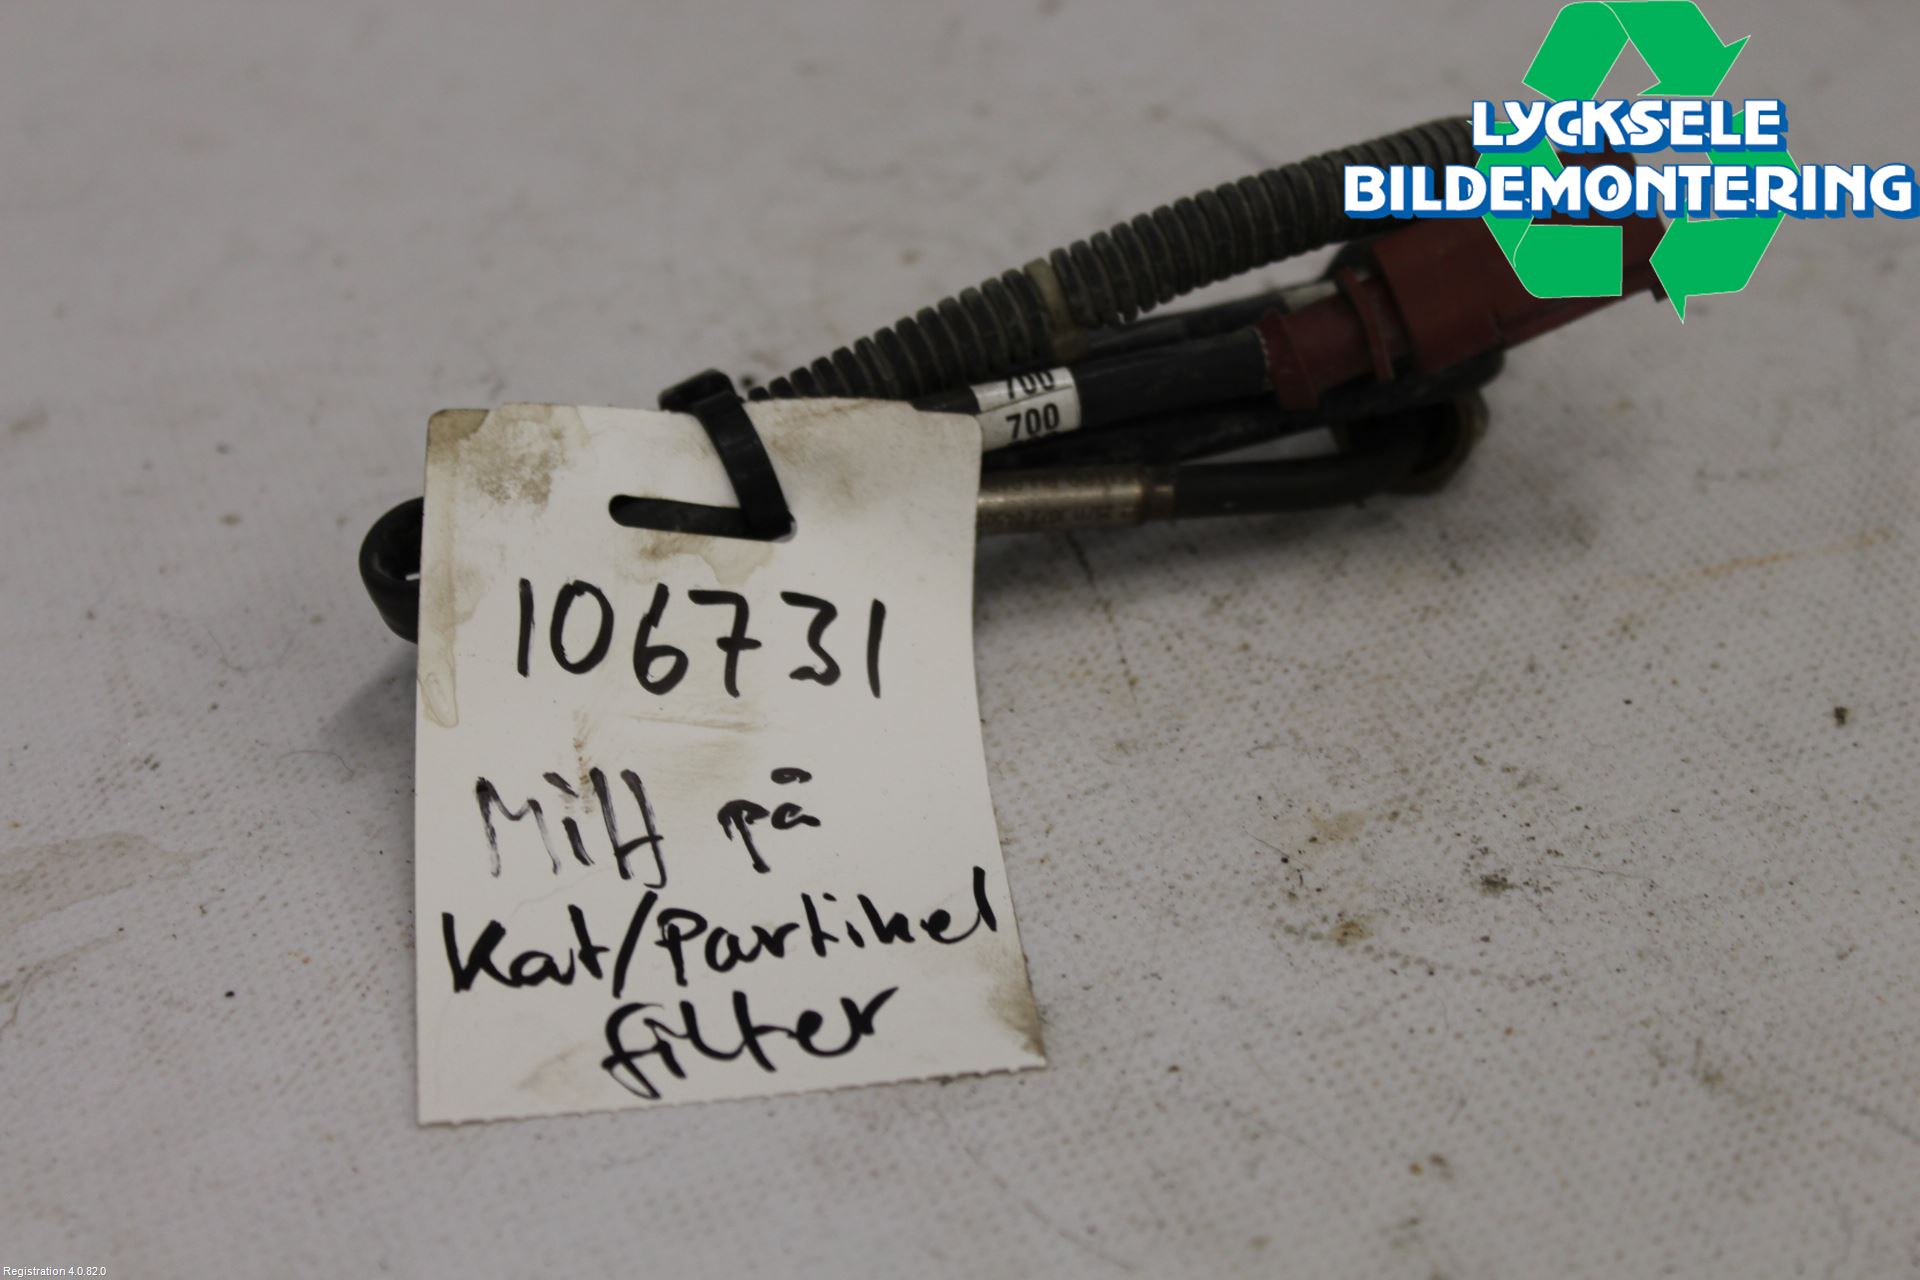 LYCKSELE
BILDEMONTERING
700
700
106731
Mitt på
Kat/Partikel
filter
Registration 4.0.82.0